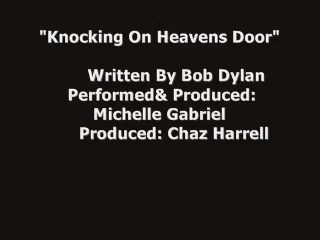 "Knocking On Heavens Door"
Written By Bob Dylan
Performed& Produced:
Michelle Gabriel
Produced: Chaz Harrell